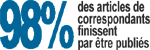 98%
des articles de
correspondants
finissent
par être publiés